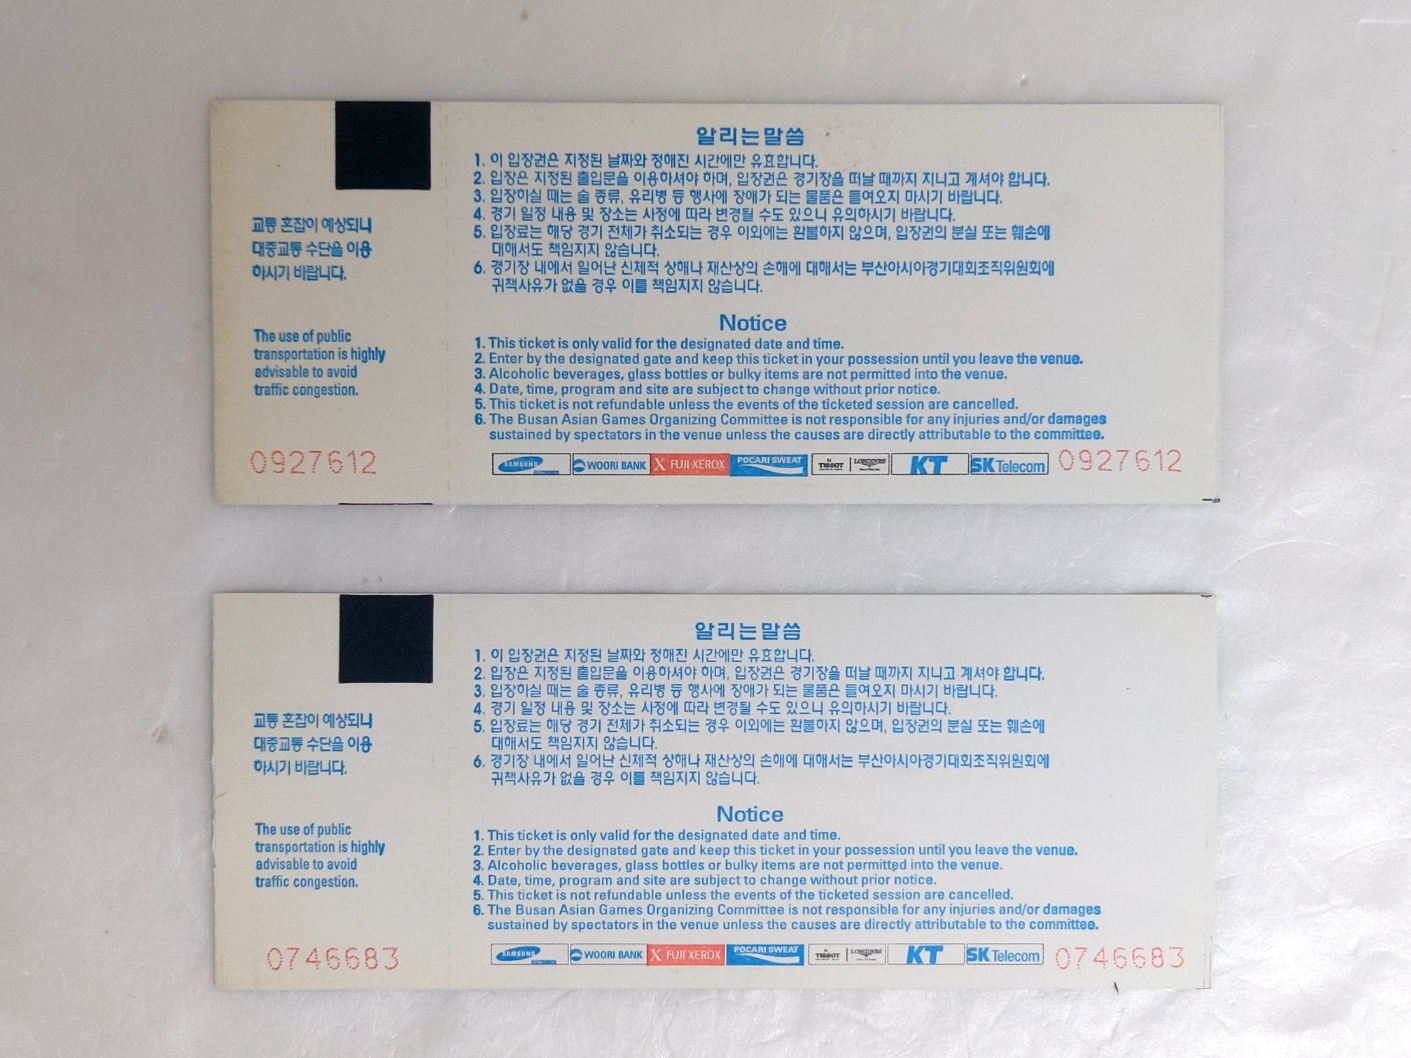 알리는말씀
1. 이 입장권은 지정된 날짜와 정해진 시간에만 유효합니다.
2. 입장은 지정된 출입문을 이용하셔야 하며, 입장권은 경기장을 떠날 때까지 지니고 계셔야 합니다.
3. 입장하실 때는 술 종류, 유리병 등 행사에 장애가 되는 물품은 들여오지 마시기 바랍니다.
4. 경기 일정 내용 및 장소는 사정에 따라 변경될 수도 있으니 유의하시기 바랍니다.
5. 입장료는 해당 경기 전체가 취소되는 경우 이외에는 환불하지 않으며, 입장권의 분실 또는 훼손에
대해서도 책임지지 않습니다.
6. 경기장 내에서 일어난 신체적 상해나 재산상의 손해에 대해서는 부산아시아경기대회조직위원회에
귀책사유가 없을 경우 이를 책임지지 않습니다.
교통 혼잡이 예상되니
대중교통 수단을 이용
하시기 바랍니다.
The use of public
transportation is highly
advisable to avoid
traffic congestion.
Notice
1. This ticket is only valid for the designated date and time.
2. Enter by the designated gate and keep this ticket in your possession until you leave the venue.
3. Alcoholic beverages, glass bottles or bulky items are not permitted into the venue.
4. Date, time, program and site are subject to change without prior notice.
5. This ticket is not refundable unless the events of the ticketed session are cancelled.
6. The Busan Asian Games Organizing Committee is not responsible for any injuries and/or damages
sustained by spectators in the venue unless the causes are directly attributable to the committee.
0927612 SAMSUNG ELECTRONICS WOORI BANK X FUJI XEROX POCARI SWEAT TISSOT LONGINES KT SK Telecom 0927612
알리는말씀
1. 이 입장권은 지정된 날짜와 정해진 시간에만 유효합니다.
2. 입장은 지정된 출입문을 이용하셔야 하며, 입장권은 경기장을 떠날 때까지 지니고 계셔야 합니다.
3. 입장하실 때는 술 종류, 유리병 등 행사에 장애가 되는 물품은 들여오지 마시기 바랍니다.
4. 경기 일정 내용 및 장소는 사정에 따라 변경될 수도 있으니 유의하시기 바랍니다.
5. 입장료는 해당 경기 전체가 취소되는 경우 이외에는 환불하지 않으며, 입장권의 분실 또는 훼손에
대해서도 책임지지 않습니다.
6. 경기장 내에서 일어난 신체적 상해나 재산상의 손해에 대해서는 부산아시아경기대회조직위원회에
귀책사유가 없을 경우 이를 책임지지 않습니다.
교통 혼잡이 예상되니
대중교통 수단을 이용
하시기 바랍니다.
The use of public
transportation is highly
advisable to avoid
traffic congestion.
Notice
1. This ticket is only valid for the designated date and time.
2. Enter by the designated gate and keep this ticket in your possession until you leave the venue.
3. Alcoholic beverages, glass bottles or bulky items are not permitted into the venue.
4. Date, time, program and site are subject to change without prior notice.
5. This ticket is not refundable unless the events of the ticketed session are cancelled.
6. The Busan Asian Games Organizing Committee is not responsible for any injuries and/or damages
sustained by spectators in the venue unless the causes are directly attributable to the committee.
0746683 SAMSUNG ELECTRONICS WOORI BANK X FUJI XEROX POCARI SWEAT TISSOT LONGINES KT SK Telecom 0746683